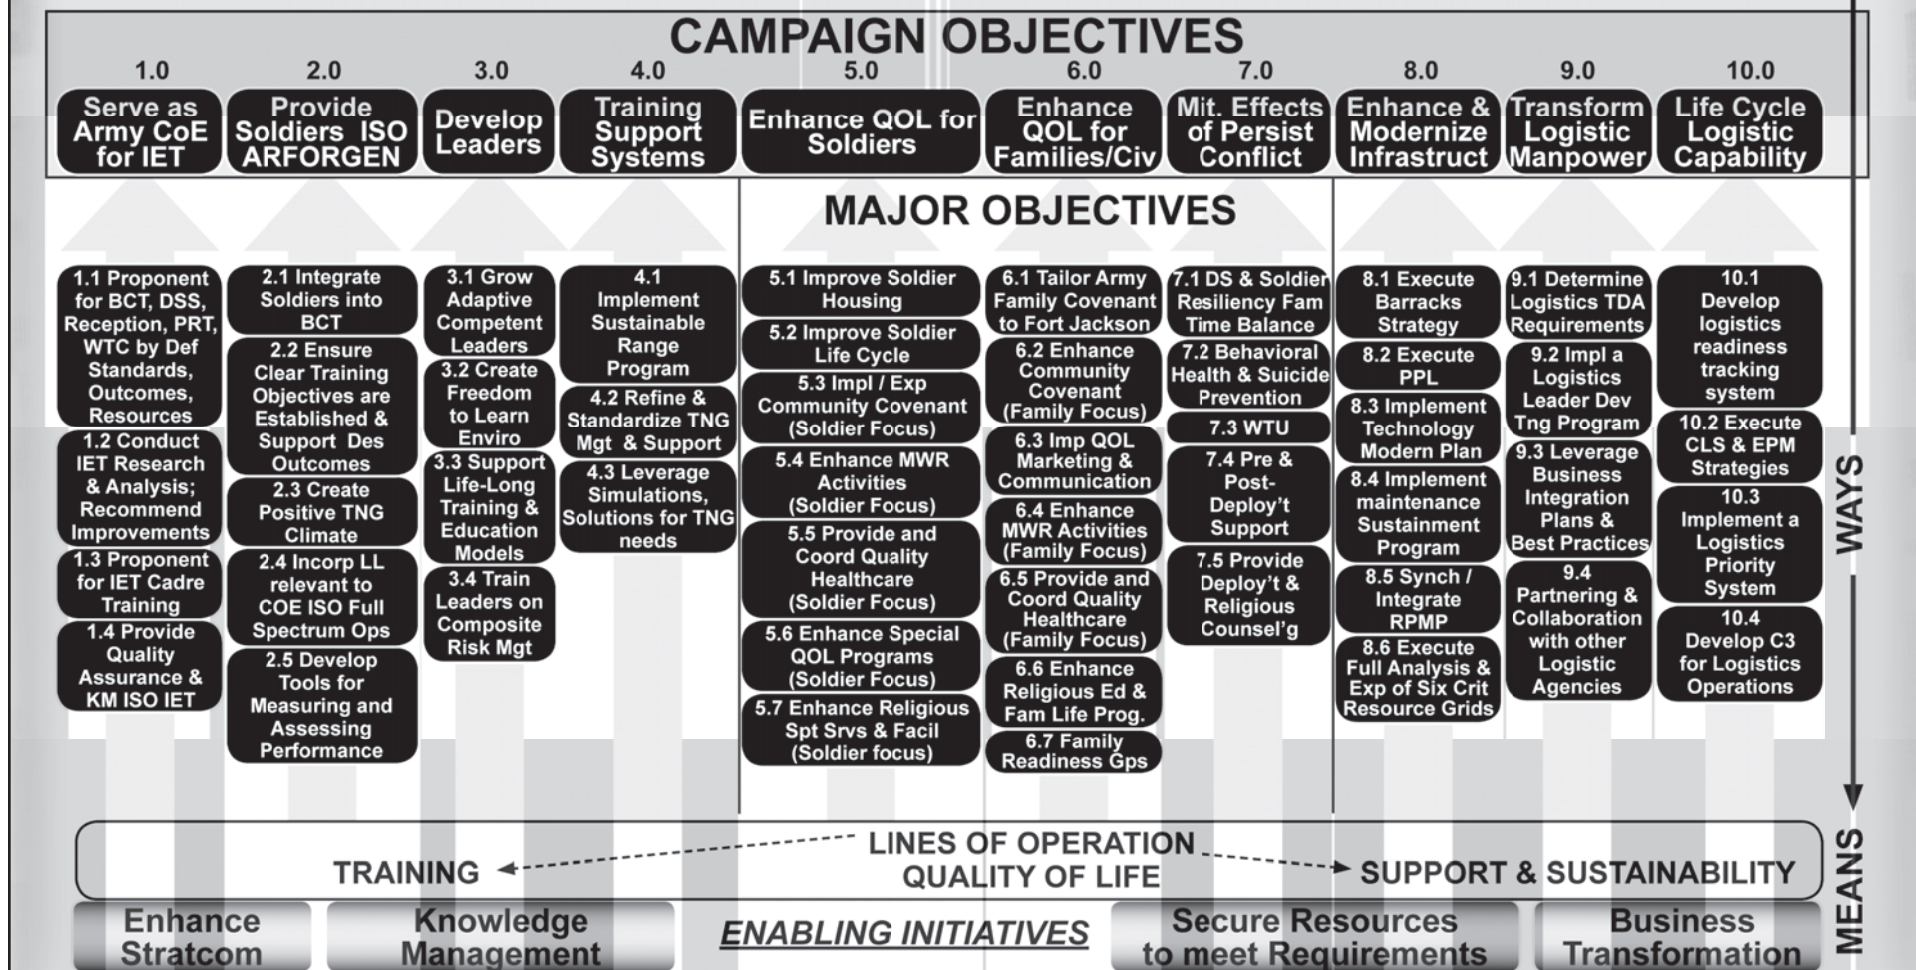 CAMPAIGN OBJECTIVES
1.0
2.0
3.0
4.0
5.0
6.0
7.0
8.0
9.0
10.0
Serve as
Army CoE
for IET
Provide
Soldiers ISO
ARFORGEN
Develop
Leaders
Training
Support
Systems
Enhance QOL for
Soldiers
Enhance
QOL for
Families/Civ
Mit. Effects
of Persist
Conflict
Enhance &
Modernize
Infrastruct
Transform
Logistic
Manpower
Life Cycle
Logistic
Capability
MAJOR OBJECTIVES
1.1 Proponent
for BCT, DSS,
Reception, PRT,
WTC by Def
Standards,
Outcomes,
Resources
1.2 Conduct
IET Research
& Analysis;
Recommend
Improvements
1.3 Proponent
for IET Cadre
Training
1.4 Provide
Quality
Assurance &
KM ISO IET
2.1 Integrate
Soldiers into
BCT
2.2 Ensure
Clear Training
Objectives are
Established &
Support Des
Outcomes
2.3 Create
Positive TNG
Climate
2.4 Incorp LL
relevant to
COE ISO Full
Spectrum Ops
2.5 Develop
Tools for
Measuring and
Assessing
Performance
3.1 Grow
Adaptive
Competent
Leaders
3.2 Create
Freedom
to Learn
Enviro
3.3 Support
Life-Long
Training &
Education
Models
3.4 Train
Leaders on
Composite
Risk Mgt
4.1
Implement
Sustainable
Range
Program
4.2 Refine &
Standardize TNG
Mgt & Support
4.3 Leverage
Simulations,
Solutions for TNG
needs
5.1 Improve Soldier
Housing
5.2 Improve Soldier
Life Cycle
5.3 Impl / Exp
Community Covenant
(Soldier Focus)
5.4 Enhance MWR
Activities
(Soldier Focus)
5.5 Provide and
Coord Quality
Healthcare
(Soldier Focus)
5.6 Enhance Special
QOL Programs
(Soldier Focus)
5.7 Enhance Religious
Spt Srvs & Facil
(Soldier focus)
6.1 Tailor Army
Family Covenant
to Fort Jackson
6.2 Enhance
Community
Covenant
(Family Focus)
6.3 Imp QOL
Marketing &
Communication
6.4 Enhance
MWR Activities
(Family Focus)
6.5 Provide and
Coord Quality
Healthcare
(Family Focus)
6.6 Enhance
Religious Ed &
Fam Life Prog.
6.7 Family
Readiness Gps
7.1 DS & Soldier
Resiliency Fam
Time Balance
7.2 Behavioral
Health & Suicide
Prevention
7.3 WTU
7.4 Pre &
Post-
Deploy't
Support
7.5 Provide
Deploy't &
Religious
Counsel'g
8.1 Execute
Barracks
Strategy
8.2 Execute
PPL
8.3 Implement
Technology
Modern Plan
8.4 Implement
maintenance
Sustainment
Program
8.5 Synch /
Integrate
RPMP
8.6 Execute
Full Analysis &
Exp of Six Crit
Resource Grids
9.1 Determine
Logistics TDA
Requirements
9.2 Impl a
Logistics
Leader Dev
Tng Program
9.3 Leverage
Business
Integration
Plans &
Best Practices
9.4
Partnering &
Collaboration
with other
Logistic
Agencies
10.1
Develop
logistics
readiness
tracking
system
10.2 Execute
CLS & EPM
Strategies
10.3
Implement a
Logistics
Priority
System
10.4
Develop C3
for Logistics
Operations
WAYS
LINES OF OPERATION
TRAINING
QUALITY OF LIFE
SUPPORT & SUSTAINABILITY
MEANS
Enhance
Stratcom
Knowledge
Management
ENABLING INITIATIVES
Secure Resources
to meet Requirements
Business
Transformation